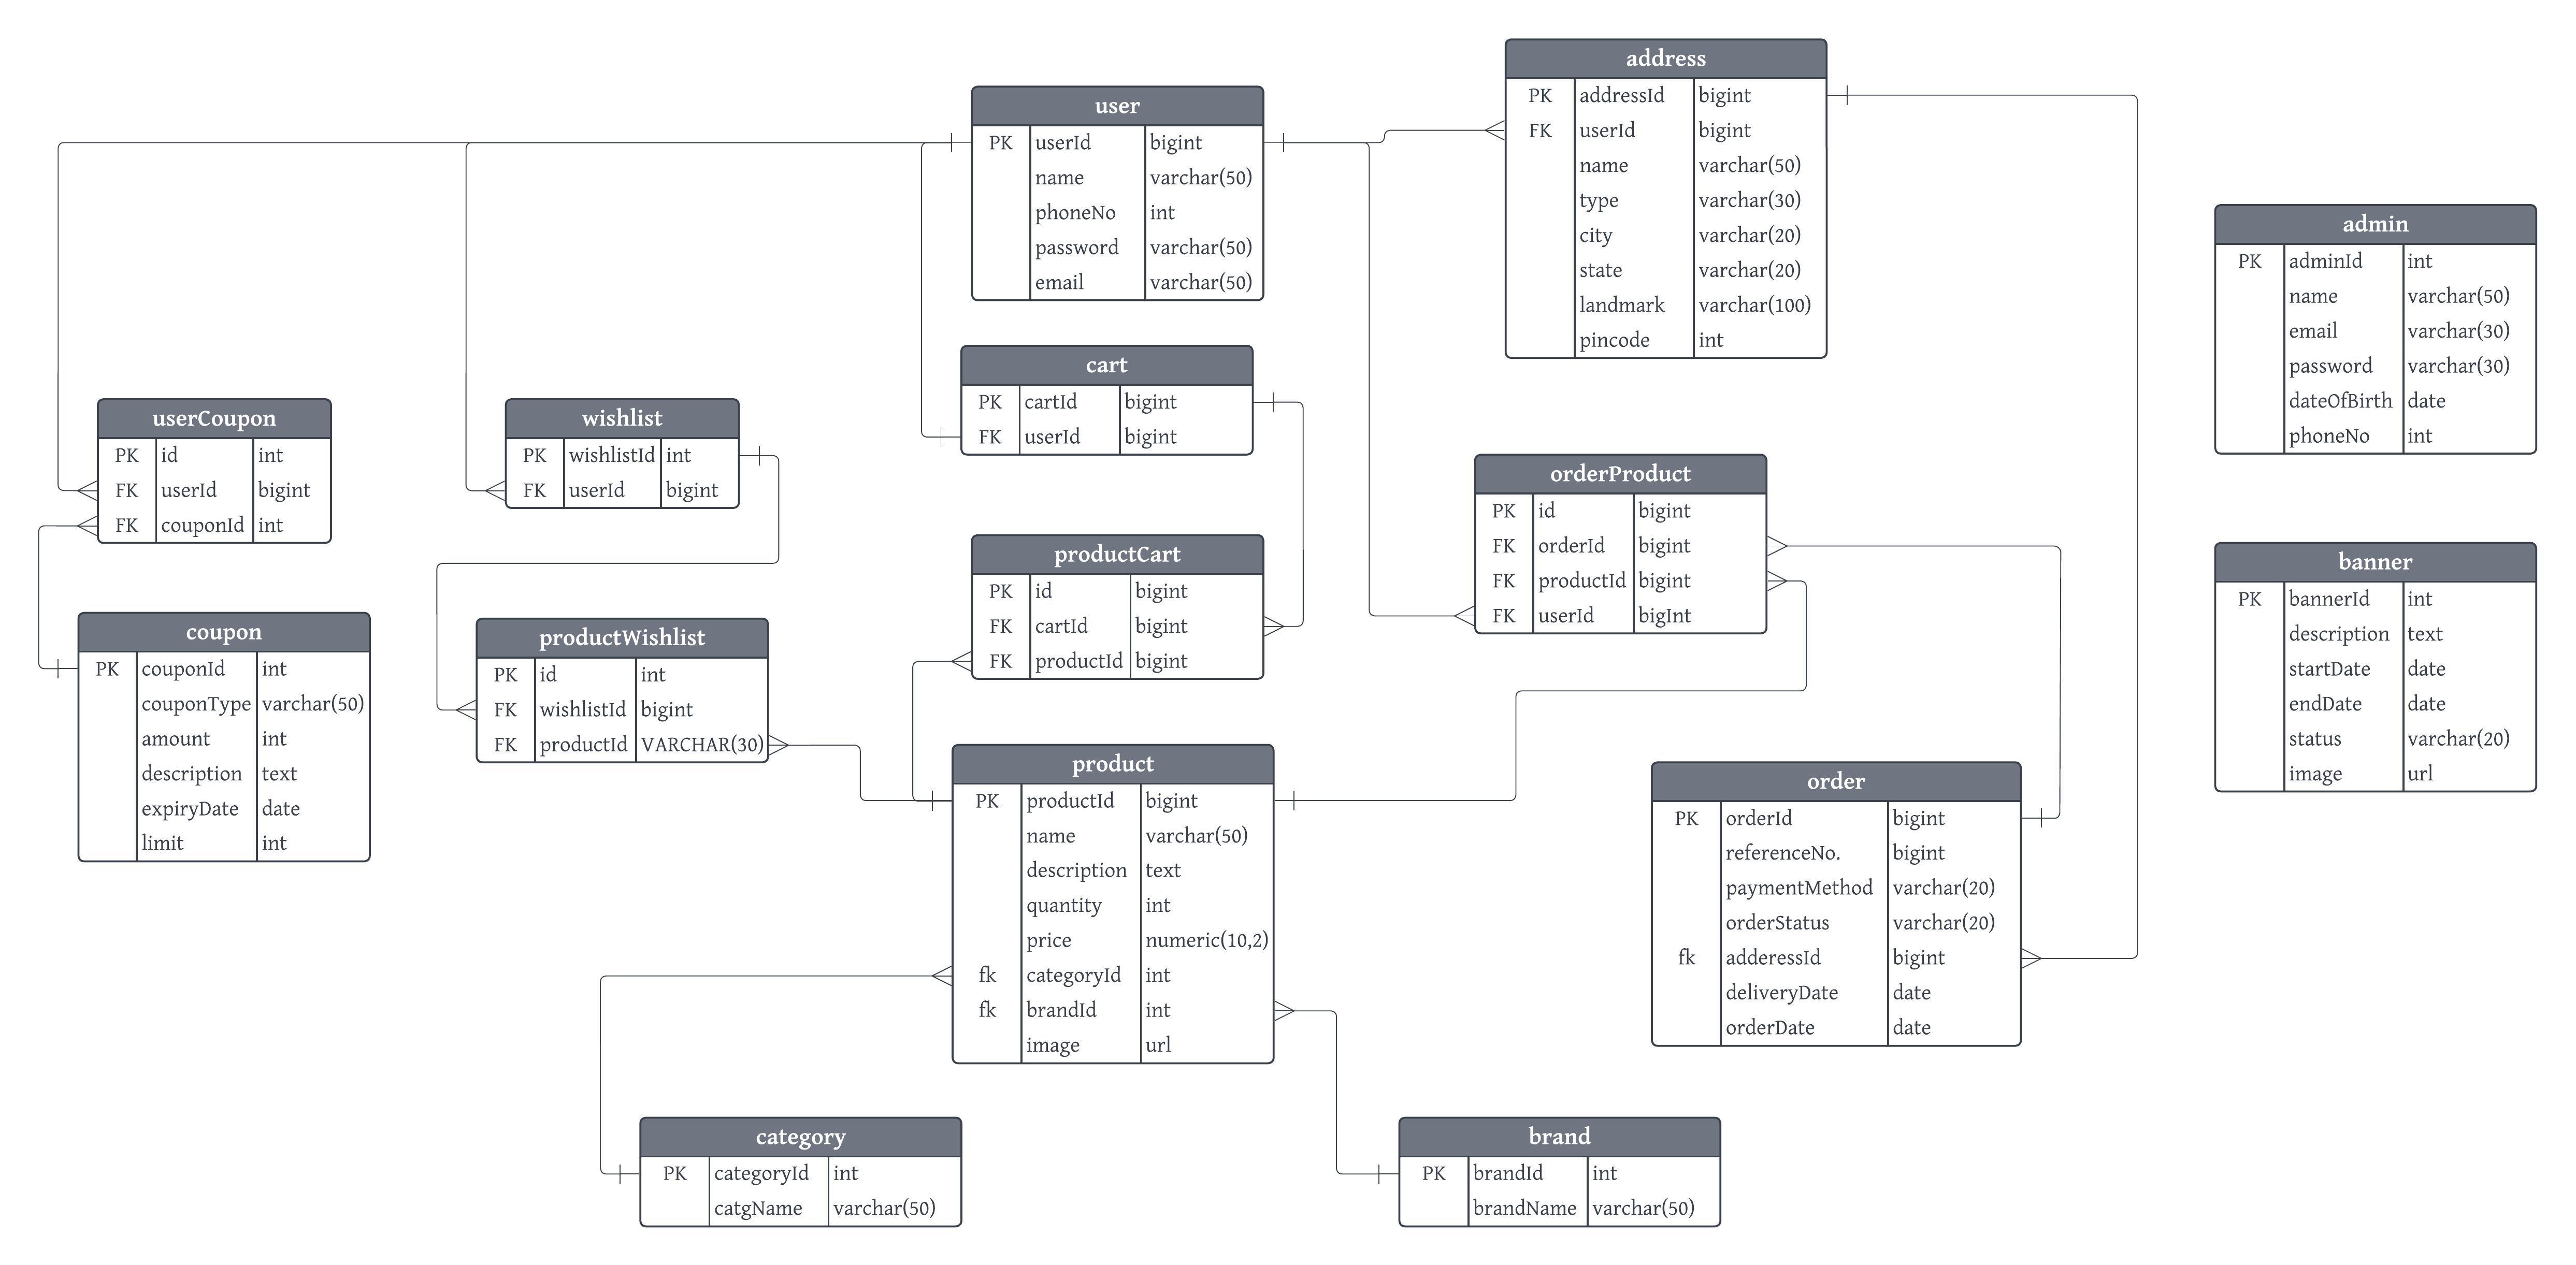 address
PK addressId bigint
FK userId bigint
name varchar(50)
type varchar(30)
city varchar(20)
state varchar(20)
landmark varchar(100)
pincode int
user
PK userId bigint
name varchar(50)
phoneNo int
password varchar(50)
email varchar(50)
admin
PK adminId int
name varchar(50)
email varchar(30)
password varchar(30)
dateOfBirth date
phoneNo int
cart
PK cartId bigint
FK userId bigint
userCoupon
PK id int
FK userId bigint
FK couponId int
wishlist
PK wishlistId int
FK userId bigint
orderProduct
PK id bigint
FK orderId bigint
FK productId bigint
FK userId bigInt
productCart
PK id bigint
FK cartId bigint
FK productId bigint
banner
PK bannerId int
description text
startDate date
endDate date
status varchar(20)
image url
coupon
PK couponId int
couponType varchar(50)
amount int
description text
expiryDate date
limit int
productWishlist
PK id int
FK wishlistId bigint
FK productId VARCHAR(30)
product
PK productId bigint
name varchar(50)
description text
quantity int
price numeric(10,2)
fk categoryId int
fk brandId int
image url
order
PK orderId bigint
referenceNo. bigint
paymentMethod varchar(20)
orderStatus varchar(20)
fk adderessId bigint
deliveryDate date
orderDate date
category
PK categoryId int
catgName varchar(50)
brand
PK brandId int
brandName varchar(50)